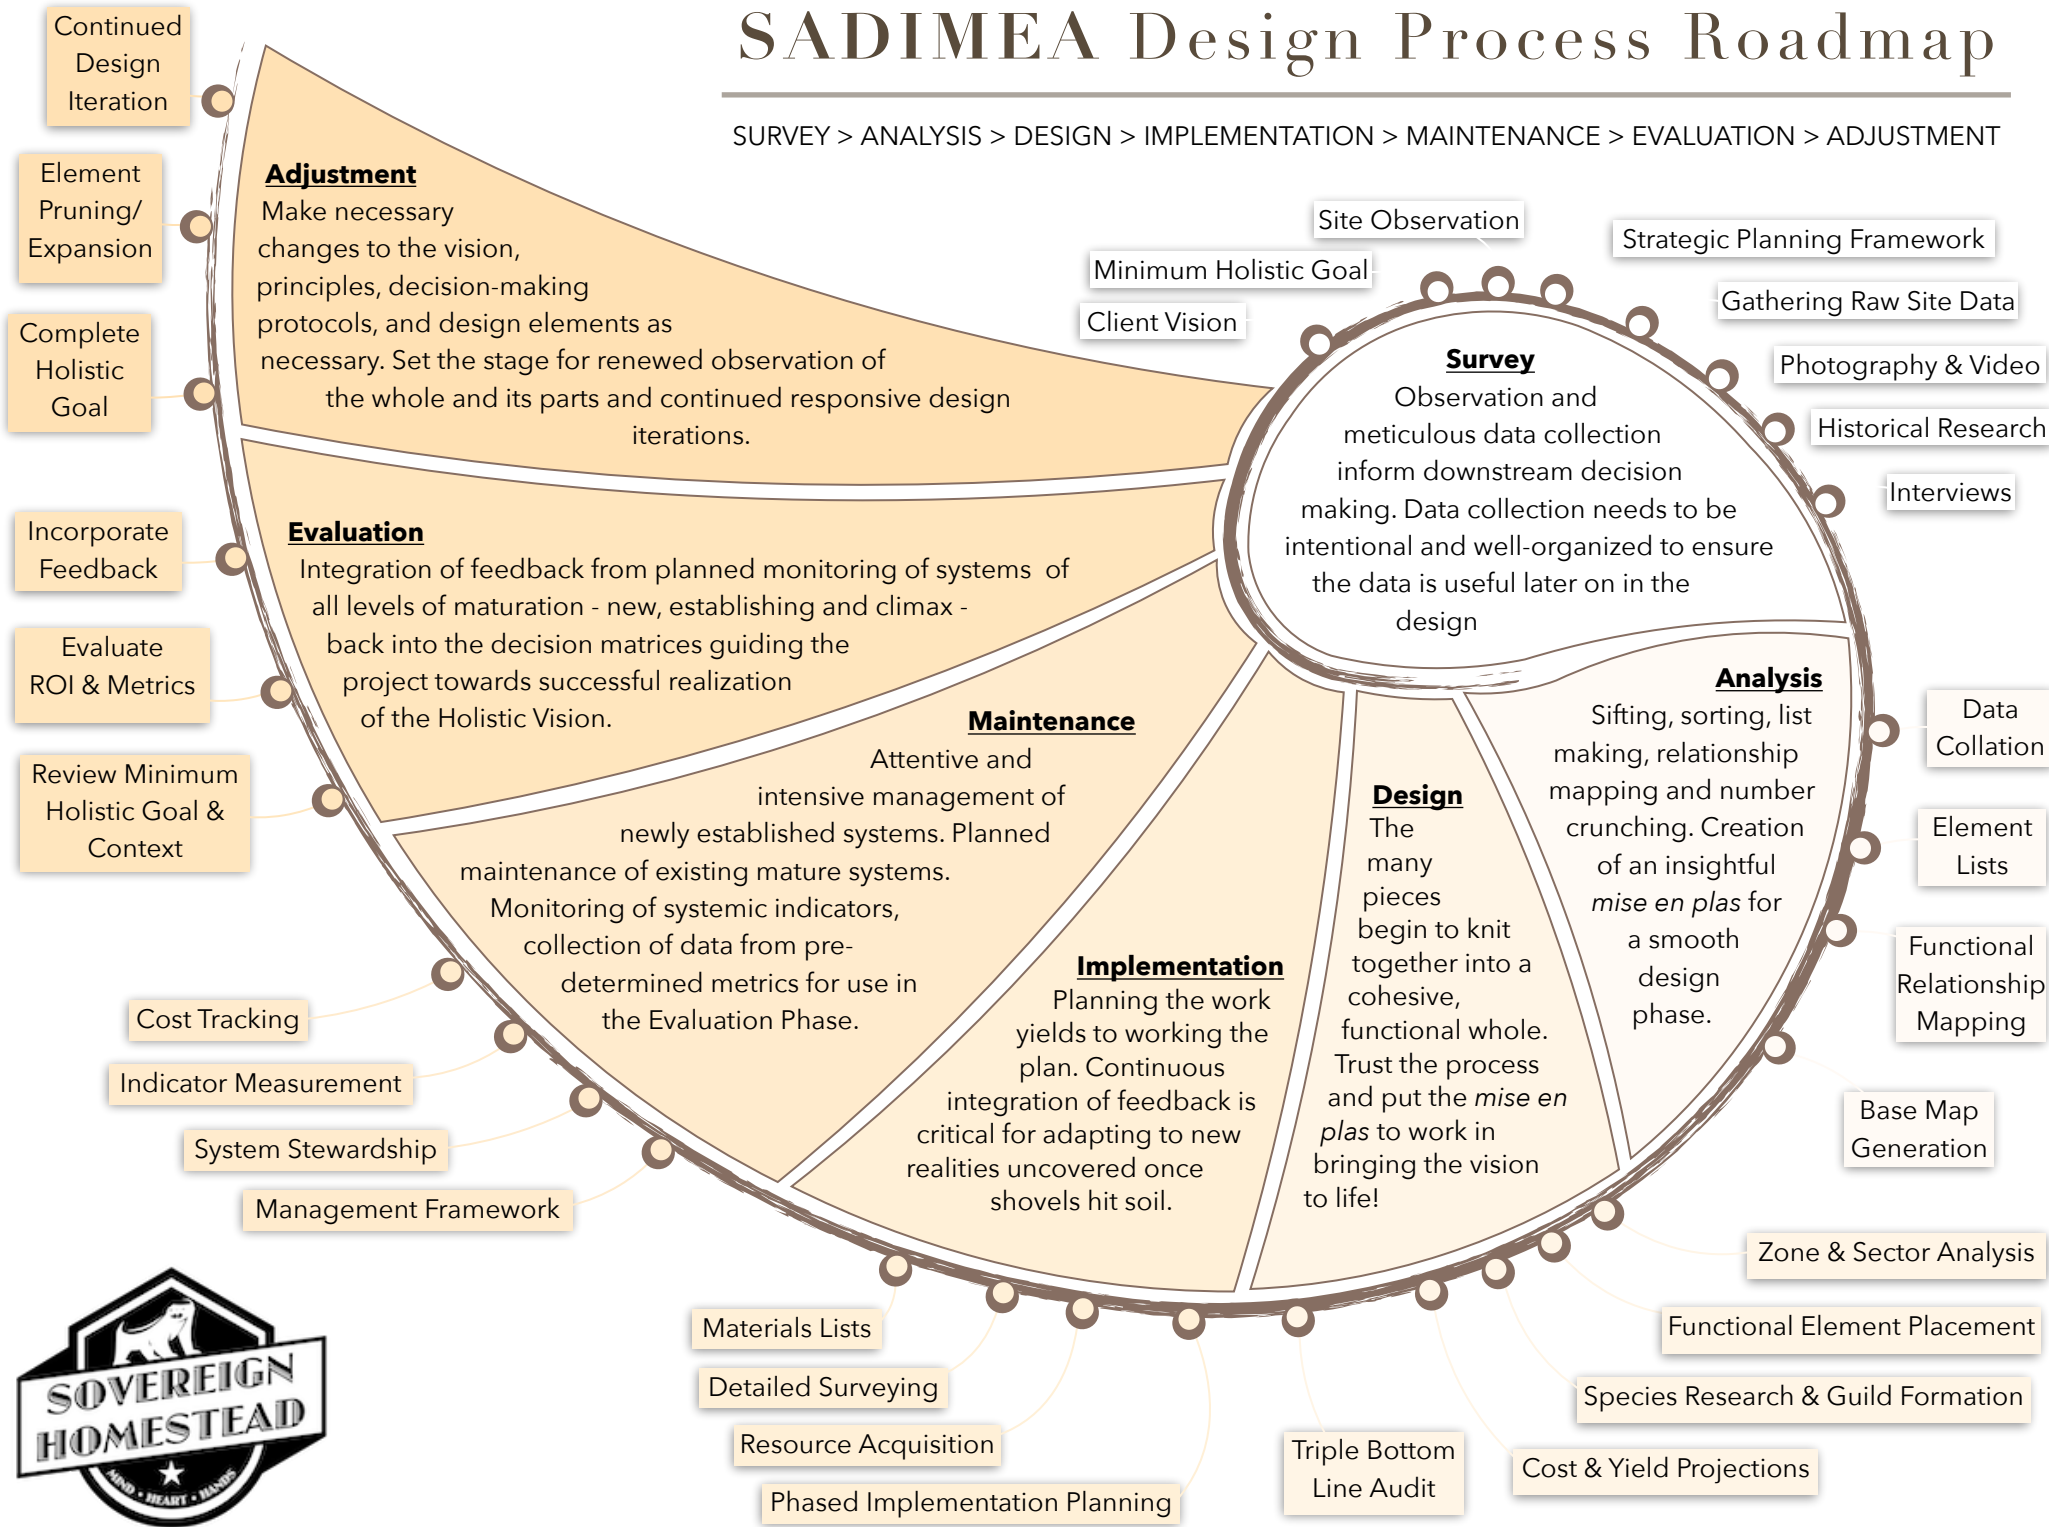 SADIMEA Design Process Roadmap
SURVEY > ANALYSIS > DESIGN > IMPLEMENTATION > MAINTENANCE > EVALUATION > ADJUSTMENT
Client Vision
Minimum Holistic Goal
Site Observation
Strategic Planning Framework
Gathering Raw Site Data
Photography & Video
Historical Research
Interviews
Survey
Observation and
meticulous data collection
inform downstream decision
making. Data collection needs to be
intentional and well-organized to ensure
the data is useful later on in the
design
Analysis
Sifting, sorting, list
making, relationship
mapping and number
crunching. Creation
of an insightful
mise en plas for
a smooth
design
phase.
Data
Collation
Element
Lists
Functional
Relationship
Mapping
Base Map
Generation
Design
The
many
pieces
begin to knit
together into a
cohesive,
functional whole.
Trust the process
and put the mise en
plas to work in
bringing the vision
to life!
Zone & Sector Analysis
Functional Element Placement
Species Research & Guild Formation
Cost & Yield Projections
Triple Bottom
Line Audit
Implementation
Planning the work
yields to working the
plan. Continuous
integration of feedback is
critical for adapting to new
realities uncovered once
shovels hit soil.
Phased Implementation Planning
Resource Acquisition
Detailed Surveying
Materials Lists
Maintenance
Attentive and
intensive management of
newly established systems. Planned
maintenance of existing mature systems.
Monitoring of systemic indicators,
collection of data from pre-
determined metrics for use in
the Evaluation Phase.
Management Framework
System Stewardship
Indicator Measurement
Cost Tracking
Evaluation
Integration of feedback from planned monitoring of systems of
all levels of maturation - new, establishing and climax -
back into the decision matrices guiding the
project towards successful realization
of the Holistic Vision.
Review Minimum
Holistic Goal &
Context
Evaluate
ROI & Metrics
Incorporate
Feedback
Adjustment
Make necessary
changes to the vision,
principles, decision-making
protocols, and design elements as
necessary. Set the stage for renewed observation of
the whole and its parts and continued responsive design
iterations.
Complete
Holistic
Goal
Element
Pruning/
Expansion
Continued
Design
Iteration
SOVEREIGN
HOMESTEAD
MIND • HEART • HANDS